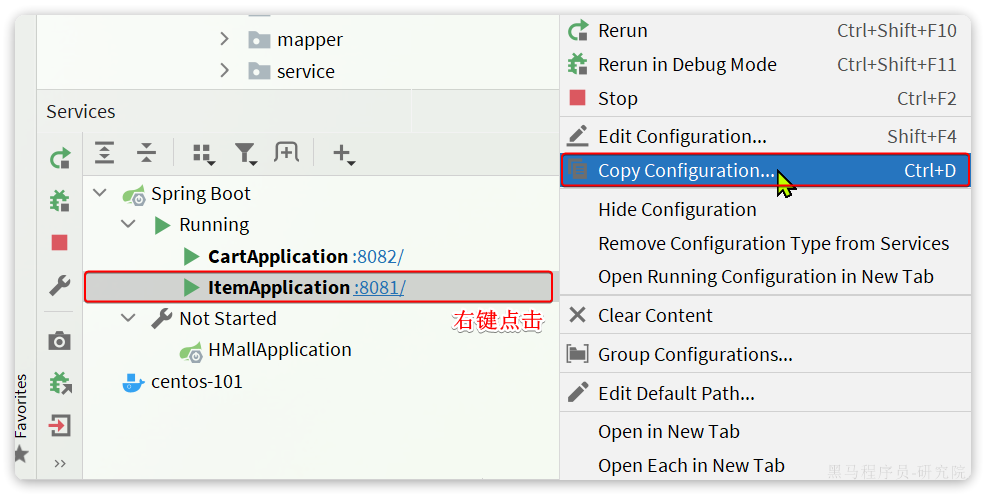 mapper
service
Services
Spring Boot
Running
CartApplication :8082/
ItemApplication :8081/
右键点击
Not Started
HMallApplication
centos-101
Favorites
Rerun Ctrl+Shift+F10
Rerun in Debug Mode Ctrl+Shift+F11
Stop Ctrl+F2
Edit Configuration... Shift+F4
Copy Configuration... Ctrl+D
Hide Configuration
Remove Configuration Type from Services
Open Running Configuration in New Tab
Clear Content
Group Configurations...
Edit Default Path...
Open in New Tab
Open Each in New Tab
黑马程序员-研究院